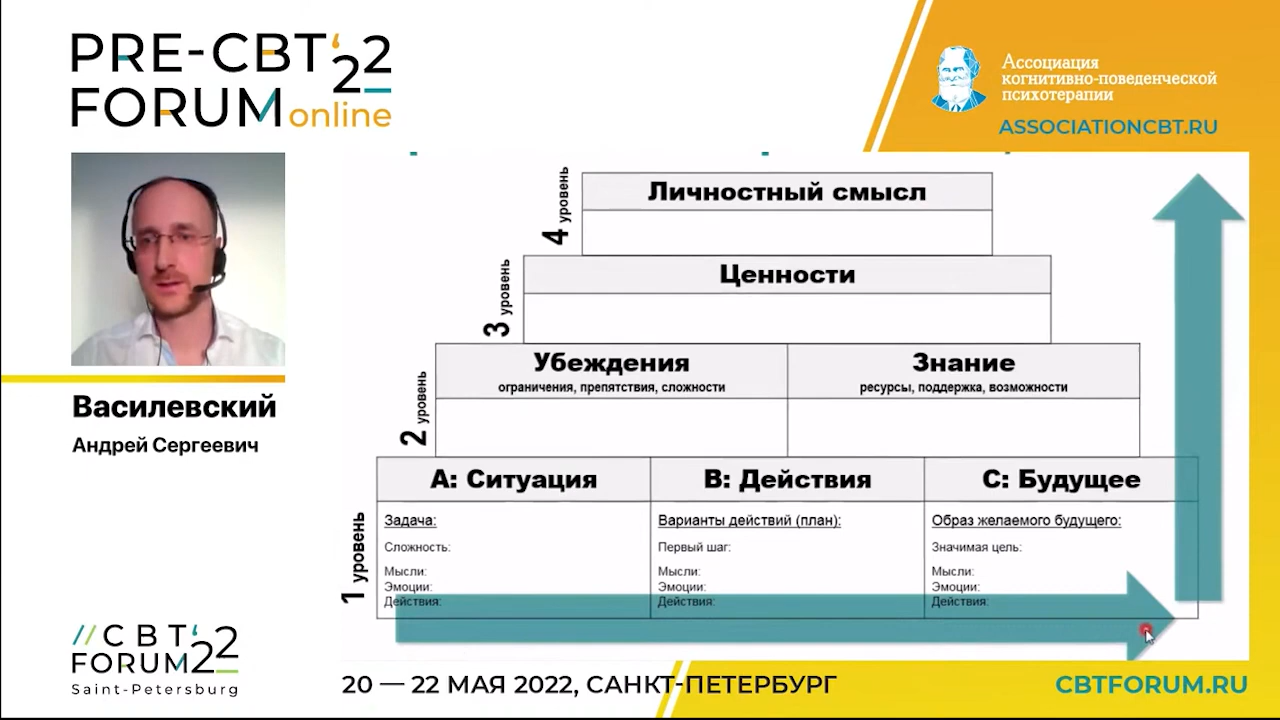 PRE-CBT'22
FORUM online
Ассоциация
когнитивно-поведенческой
психотерапии
ASSOCIATIONCBT.RU
Василевский
Андрей Сергеевич
4 уровень
Личностный смысл
3 уровень
Ценности
2 уровень
Убеждения
ограничения, препятствия, сложности
Знание
ресурсы, поддержка, возможности
1 уровень
A: Ситуация
Задача:
Сложность:
Мысли:
Эмоции:
Действия:
B: Действия
Варианты действий (план):
Первый шаг:
Мысли:
Эмоции:
Действия:
C: Будущее
Образ желаемого будущего:
Значимая цель:
Мысли:
Эмоции:
Действия:
//CBT'22
FORUM
Saint-Petersburg
20 — 22 МАЯ 2022, САНКТ-ПЕТЕРБУРГ
CBTFORUM.RU